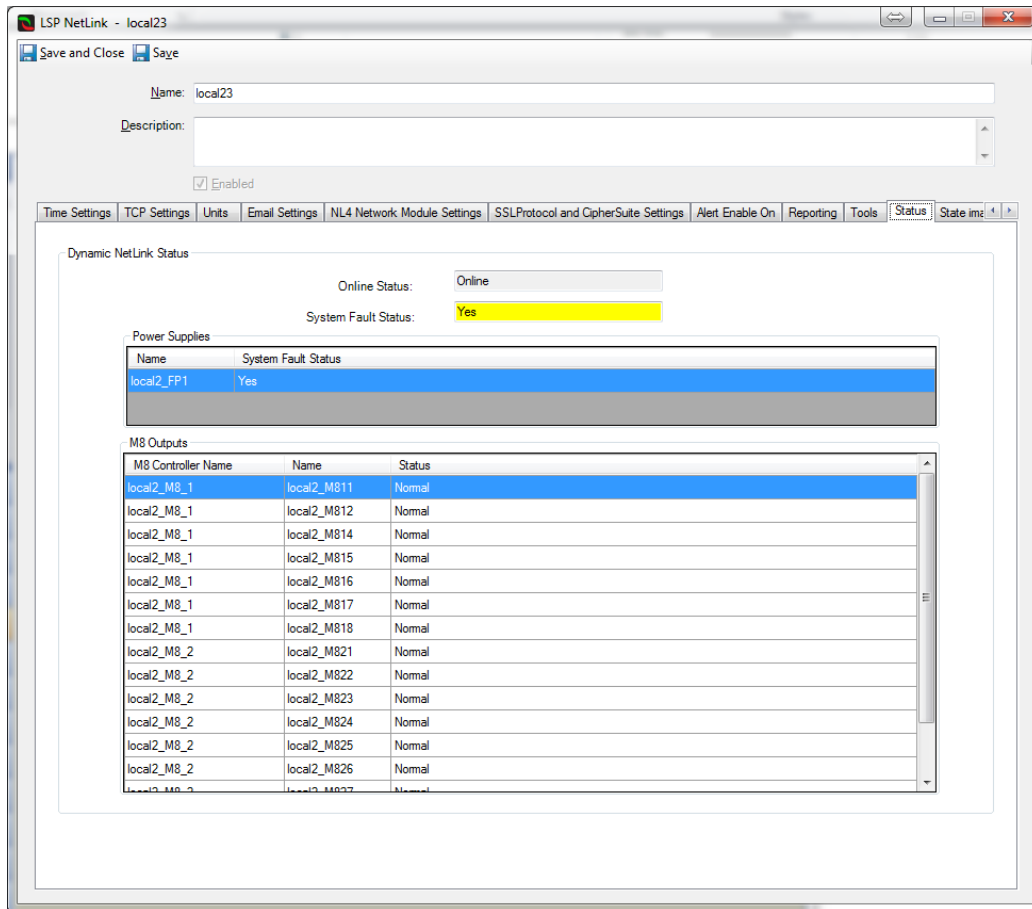 LSP NetLink - local23
Save and Close Save
Name: local23
Description:
Enabled
Time Settings TCP Settings Units Email Settings NL4 Network Module Settings SSLProtocol and CipherSuite Settings Alert Enable On Reporting Tools Status State ima
Dynamic NetLink Status
Online Status: Online
System Fault Status: Yes
Power Supplies
Name System Fault Status
local2_FP1 Yes
M8 Outputs
M8 Controller Name Name Status
local2_M8_1 local2_M811 Normal
local2_M8_1 local2_M812 Normal
local2_M8_1 local2_M814 Normal
local2_M8_1 local2_M815 Normal
local2_M8_1 local2_M816 Normal
local2_M8_1 local2_M817 Normal
local2_M8_1 local2_M818 Normal
local2_M8_2 local2_M821 Normal
local2_M8_2 local2_M822 Normal
local2_M8_2 local2_M823 Normal
local2_M8_2 local2_M824 Normal
local2_M8_2 local2_M825 Normal
local2_M8_2 local2_M826 Normal
local2_M8_2 local2_M827 Normal